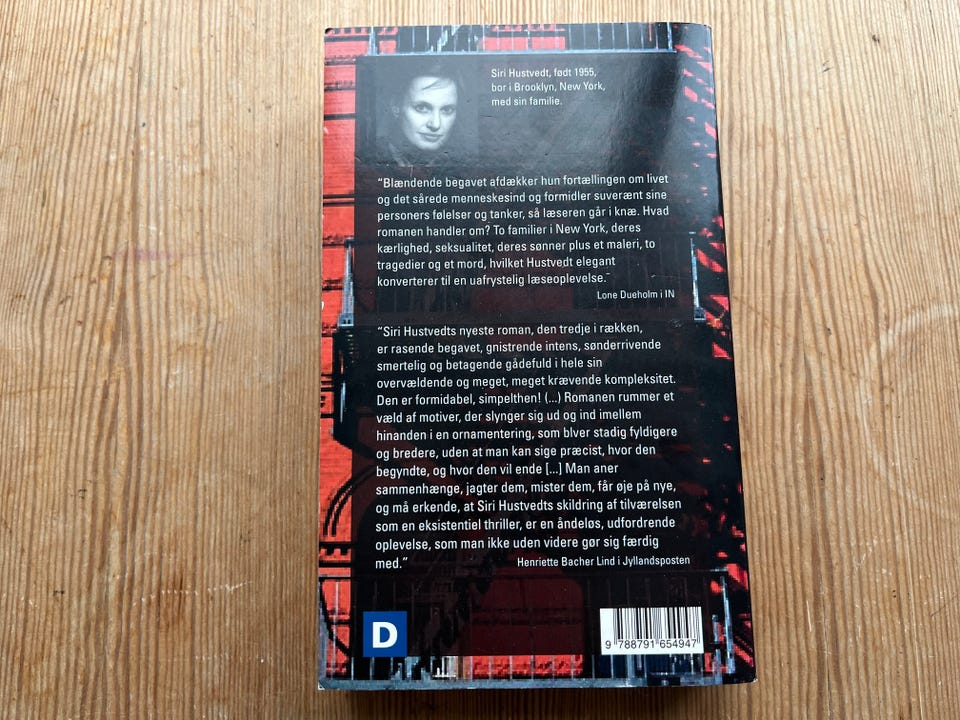 Siri Hustvedt, født 1955,
bor i Brooklyn, New York,
med sin familie.
“Blændende begavet afdækker hun fortællingen om livet
og det sårede menneskesind og formidler suverænt sine
personers følelser og tanker, så læseren går i knæ. Hvad
romanen handler om? To familier i New York, deres
kærlighed, seksualitet, deres sønner plus et maleri, to
tragedier og et mord, hvilket Hustvedt elegant
konverterer til en uafrystelig læseoplevelse.¨
Lone Dueholm i IN
“Siri Hustvedts nyeste roman, den tredje i rækken,
er rasende begavet, gnistrende intens, sønderrivende
smertelig og betagende gådefuld i hele sin
overvældende og meget, meget krævende kompleksitet.
Den er formidabel, simpelthen! (...) Romanen rummer et
væld af motiver, der slynger sig ud og ind imellem
hinanden i en ornamentering, som blver stadig fyldigere
og bredere, uden at man kan sige præcist, hvor den
begyndte, og hvor den vil ende [...] Man aner
sammenhænge, jagter dem, mister dem, får øje på nye,
og må erkende, at Siri Hustvedts skildring af tilværelsen
som en eksistentiel thriller, er en åndeløs, udfordrende
oplevelse, som man ikke uden videre gør sig færdig
med.”
Henriette Bacher Lind i Jyllandsposten
D
9 788791 654947